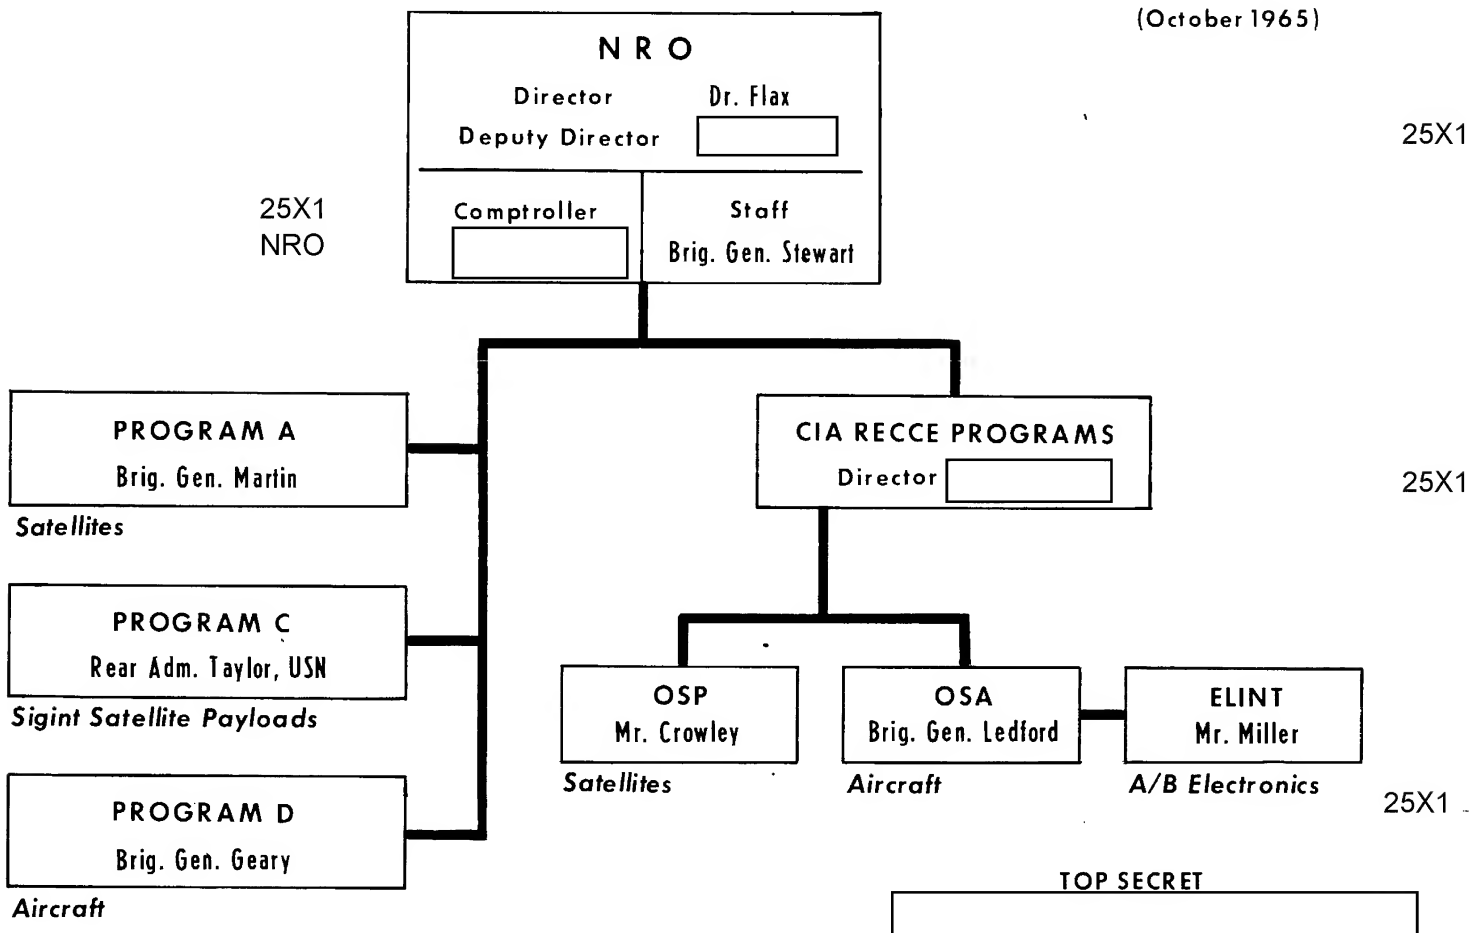 (October 1965)
N R O
Director Dr. Flax
Deputy Director
25X1
25X1
NRO
Comptroller
Staff
Brig. Gen. Stewart
PROGRAM A
Brig. Gen. Martin
Satellites
CIA RECCE PROGRAMS
Director
25X1
PROGRAM C
Rear Adm. Taylor, USN
Sigint Satellite Payloads
OSP
Mr. Crowley
Satellites
OSA
Brig. Gen. Ledford
Aircraft
ELINT
Mr. Miller
A/B Electronics
25X1
PROGRAM D
Brig. Gen. Geary
Aircraft
TOP SECRET